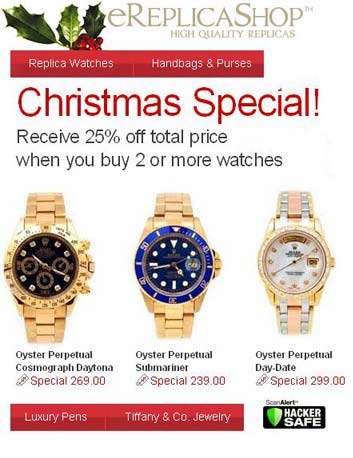 eReplicaShop™
HIGH QUALITY REPLICAS
Replica Watches Handbags & Purses
Christmas Special!
Receive 25% off total price
when you buy 2 or more watches
Oyster Perpetual
Cosmograph Daytona
Special 269.00
Oyster Perpetual
Submariner
Special 239.00
Oyster Perpetual
Day-Date
Special 299.00
Luxury Pens Tiffany & Co. Jewelry
ScanAlert™
HACKER
SAFE